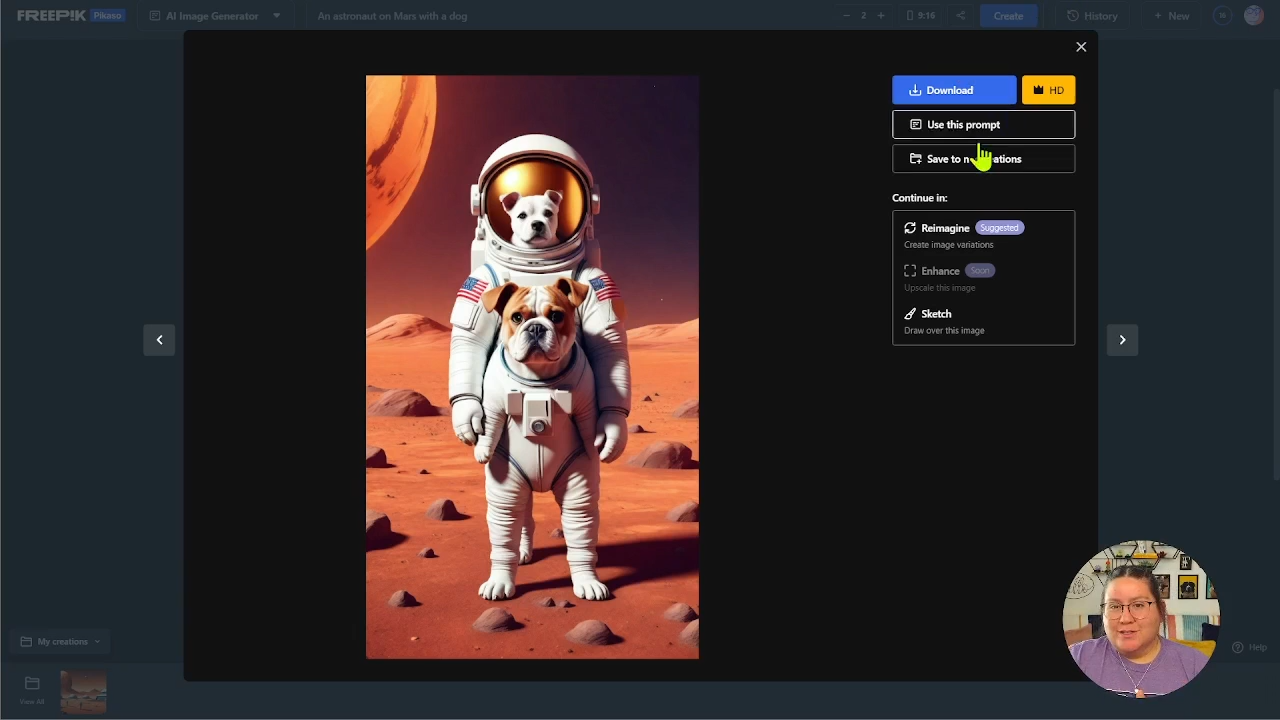 FREEPIK Pikaso AI Image Generator An astronaut on Mars with a dog 2 9:16 Create History New
Download HD
Use this prompt
Save to ations
Continue in:
Reimagine Suggested
Create image variations
Enhance Soon
Upscale this image
Sketch
Draw over this image
My creations
Help
View All